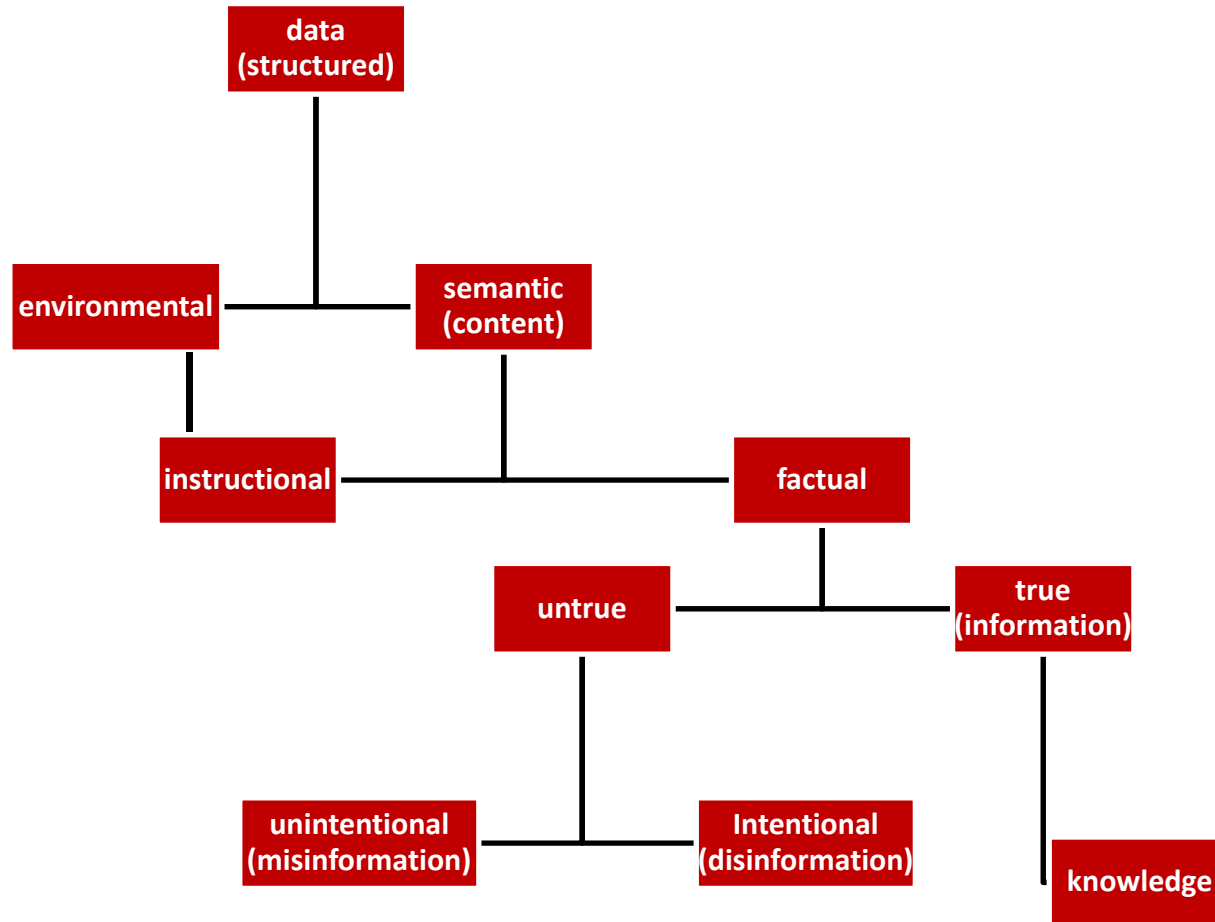 data
(structured)
environmental
semantic
(content)
instructional
factual
untrue
true
(information)
unintentional
(misinformation)
Intentional
(disinformation)
knowledge